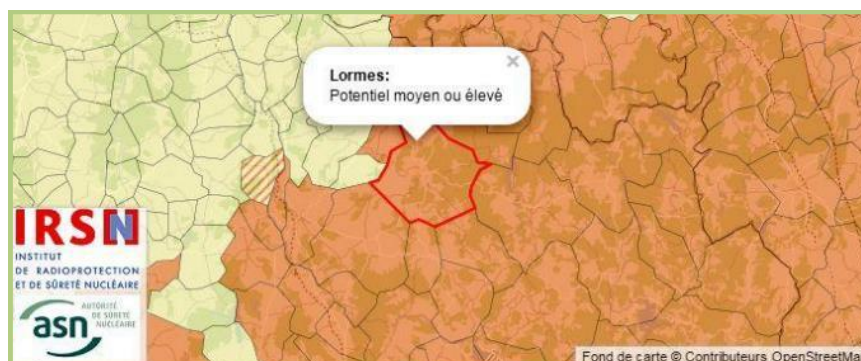 Lormes:
Potentiel moyen ou élevé
×
IRSN
INSTITUT
DE RADIOPROTECTION
ET DE SÛRETÉ NUCLÉAIRE
AUTORITÉ
DE SÛRETÉ
NUCLÉAIRE
asn
Fond de carte © Contributeurs OpenStreetMa